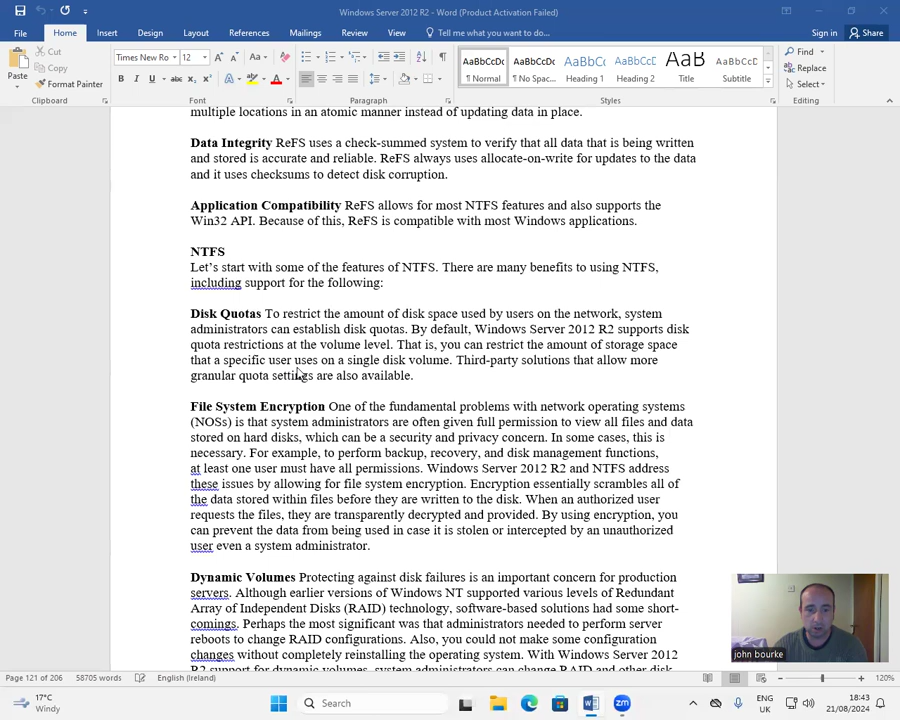 Windows Server 2012 R2 - Word (Product Activation Failed)
File Home Insert Design Layout References Mailings Review View Tell me what you want to do... Sign in Share
Cut
Copy
Format Painter
Paste
Clipboard
Times New Ro 12
Font
Paragraph
AaBbCcDc AaBbCcDc AaBbC AaBbCcC AaB AaBbCcD
¶ Normal ¶ No Spac... Heading 1 Heading 2 Title Subtitle
Styles
Find
Replace
Select
Editing
multiple locations in an atomic manner instead of updating data in place.
Data Integrity ReFS uses a check-summed system to verify that all data that is being written
and stored is accurate and reliable. ReFS always uses allocate-on-write for updates to the data
and it uses checksums to detect disk corruption.
Application Compatibility ReFS allows for most NTFS features and also supports the
Win32 API. Because of this, ReFS is compatible with most Windows applications.
NTFS
Let’s start with some of the features of NTFS. There are many benefits to using NTFS,
including support for the following:
Disk Quotas To restrict the amount of disk space used by users on the network, system
administrators can establish disk quotas. By default, Windows Server 2012 R2 supports disk
quota restrictions at the volume level. That is, you can restrict the amount of storage space
that a specific user uses on a single disk volume. Third-party solutions that allow more
granular quota settings are also available.
File System Encryption One of the fundamental problems with network operating systems
(NOSs) is that system administrators are often given full permission to view all files and data
stored on hard disks, which can be a security and privacy concern. In some cases, this is
necessary. For example, to perform backup, recovery, and disk management functions,
at least one user must have all permissions. Windows Server 2012 R2 and NTFS address
these issues by allowing for file system encryption. Encryption essentially scrambles all of
the data stored within files before they are written to the disk. When an authorized user
requests the files, they are transparently decrypted and provided. By using encryption, you
can prevent the data from being used in case it is stolen or intercepted by an unauthorized
user even a system administrator.
Dynamic Volumes Protecting against disk failures is an important concern for production
servers. Although earlier versions of Windows NT supported various levels of Redundant
Array of Independent Disks (RAID) technology, software-based solutions had some short-
comings. Perhaps the most significant was that administrators needed to perform server
reboots to change RAID configurations. Also, you could not make some configuration
changes without completely reinstalling the operating system. With Windows Server 2012
R2 support for dynamic volumes, system administrators can change RAID and other disk
john bourke
Page 121 of 206 58705 words English (Ireland) 120%
17°C
Windy
Search
ENG
UK
18:43
21/08/2024